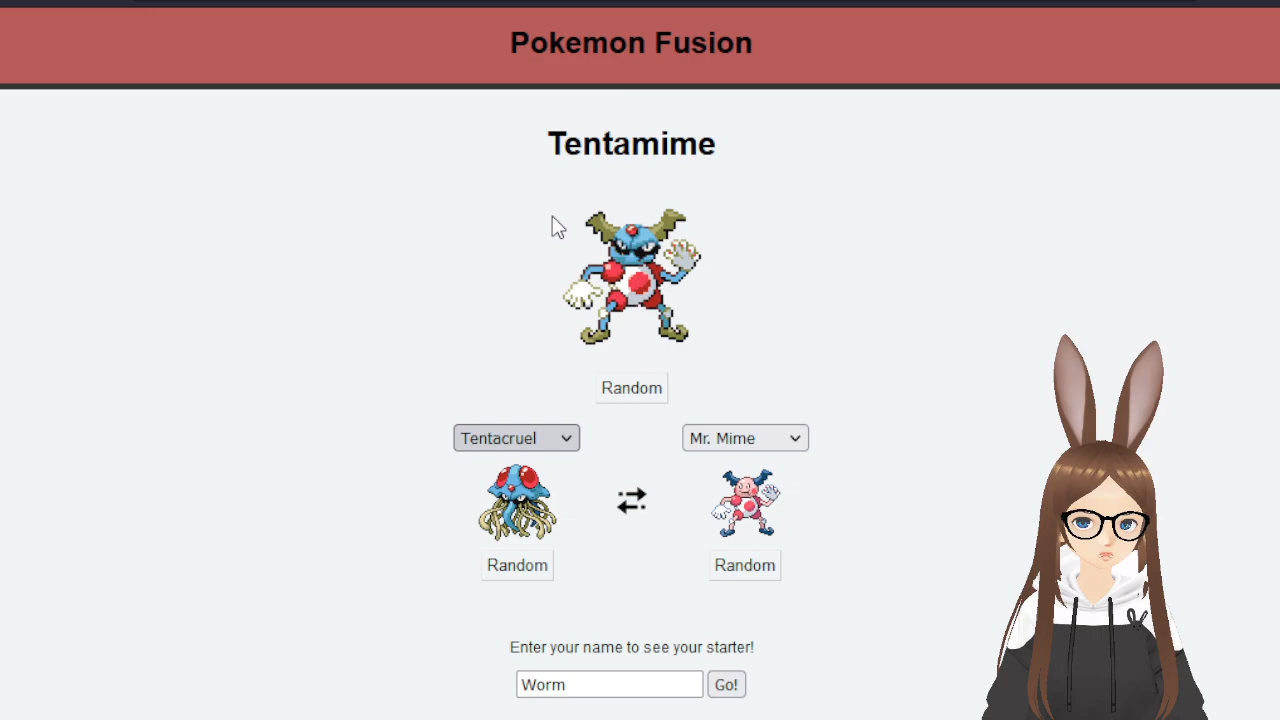 Pokemon Fusion
Tentamime
Random
Tentacruel
Mr. Mime
Random
Random
Enter your name to see your starter!
Worm
Go!